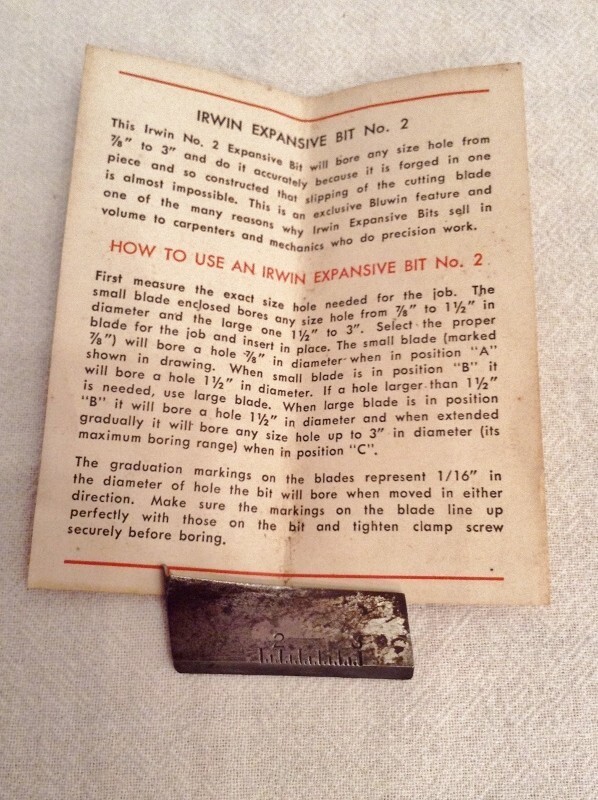 IRWIN EXPANSIVE BIT No. 2
This Irwin No. 2 Expansive Bit will bore any size hole from
⅞" to 3" and do it accurately because it is forged in one
piece and so constructed that slipping of the cutting blade
is almost impossible. This is an exclusive Bluwin feature and
one of the many reasons why Irwin Expansive Bits sell in
volume to carpenters and mechanics who do precision work.
HOW TO USE AN IRWIN EXPANSIVE BIT No. 2
First measure the exact size hole needed for the job. The
small blade enclosed bores any size hole from ⅞" to 1½" in
diameter and the large one 1½" to 3". Select the proper
blade for the job and insert in place. The small blade (marked
⅞") will bore a hole ⅞" in diameter when in position "A"
shown in drawing. When small blade is in position "B" it
will bore a hole 1½" in diameter. If a hole larger than 1½"
is needed, use large blade. When large blade is in position
"B" it will bore a hole 1½" in diameter and when extended
gradually it will bore any size hole up to 3" in diameter (its
maximum boring range) when in position "C".
The graduation markings on the blades represent 1/16" in
the diameter of hole the bit will bore when moved in either
direction. Make sure the markings on the blade line up
perfectly with those on the bit and tighten clamp screw
securely before boring.
2 3